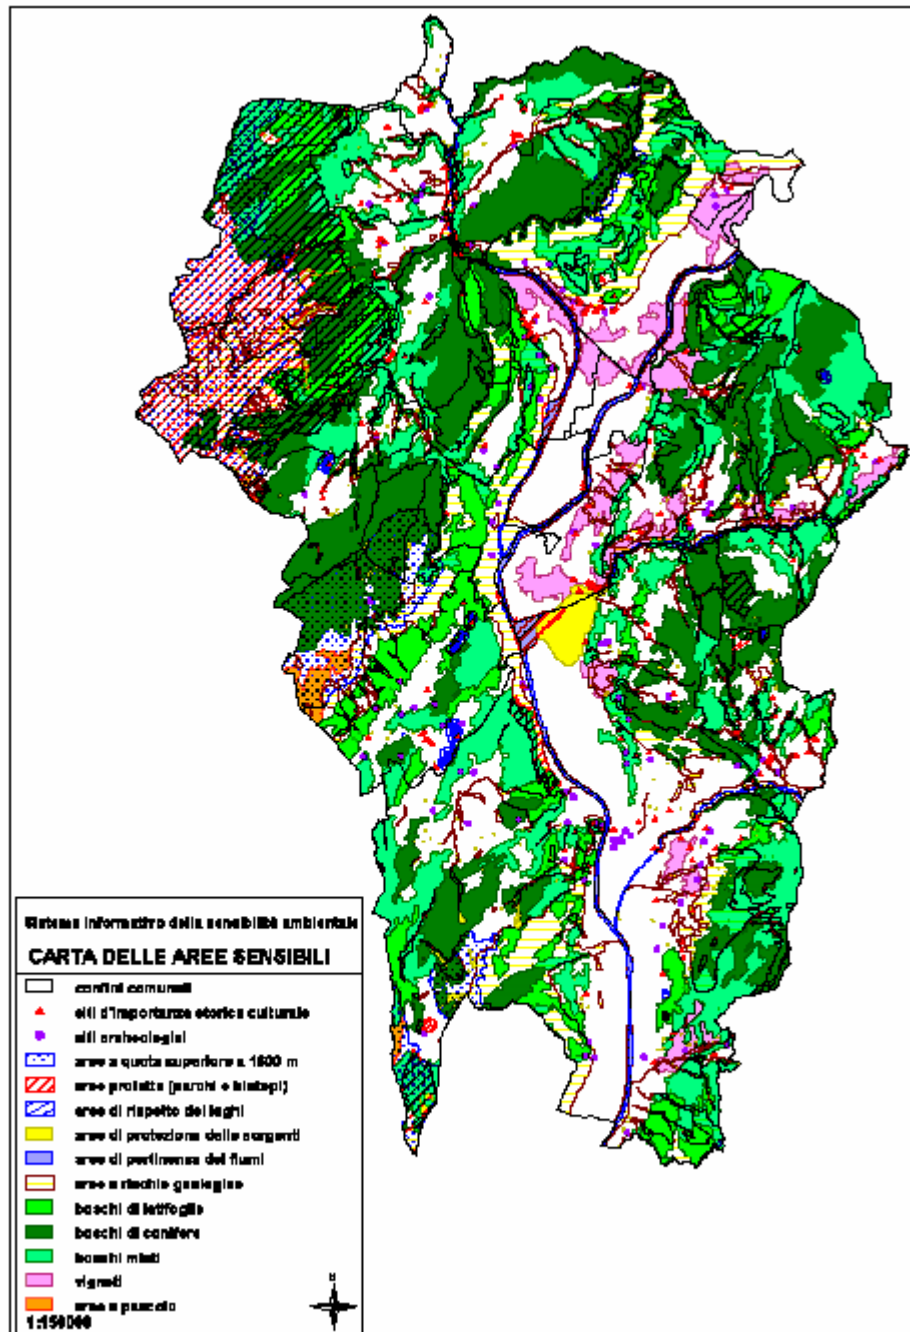 Sistema informativo della sensibilità ambientale
CARTA DELLE AREE SENSIBILI
confini comunali
siti d'importanza storica culturale
siti archeologici
aree a quota superiore a 1600 m
aree protette (parchi e biotopi)
aree di rispetto dei laghi
aree di protezione delle sorgenti
aree di pertinenza dei fiumi
aree a rischio geologico
boschi di latifoglie
boschi di conifere
boschi misti
vigneti
aree a pascolo
1:150000